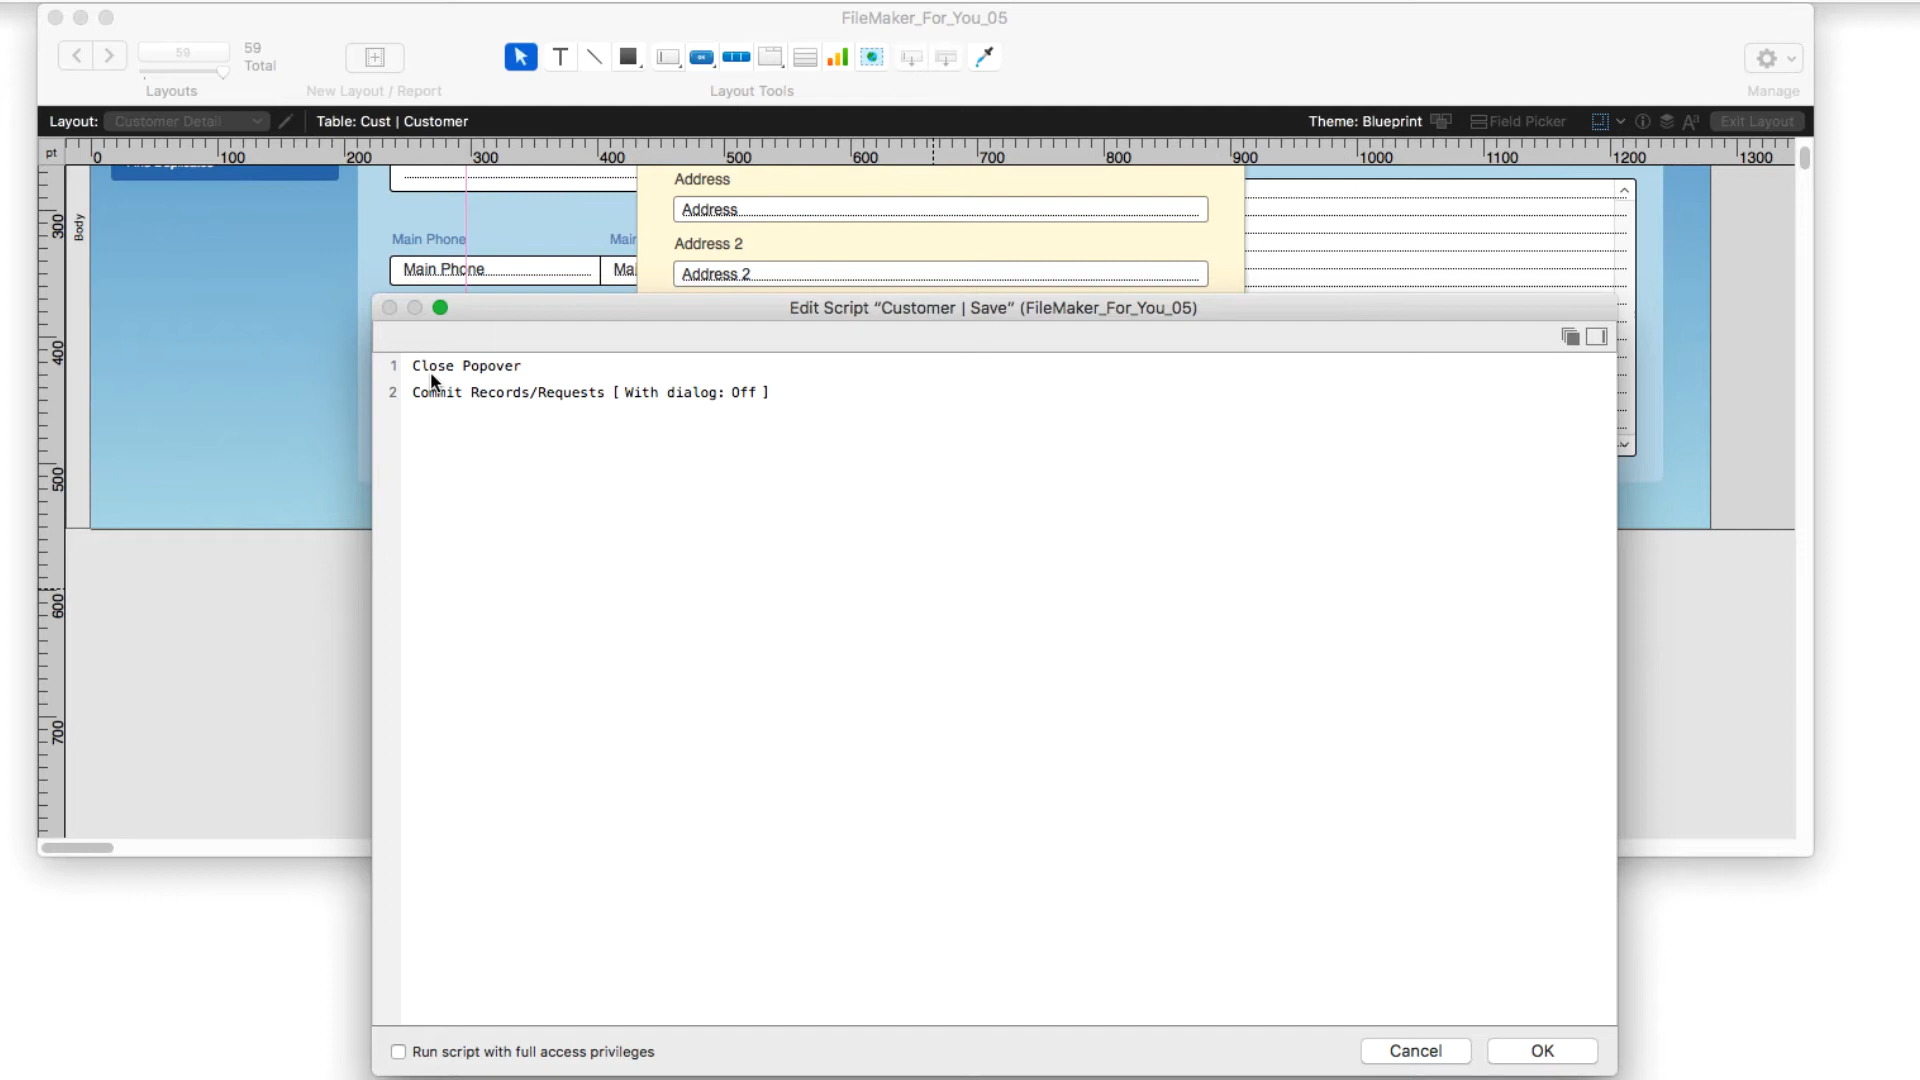 FileMaker_For_You_05
59
59
Total
Layouts
New Layout / Report
Layout Tools
Manage
Layout: Customer Detail
Table: Cust | Customer
Theme: Blueprint
Field Picker
Exit Layout
pt
0 100 200 300 400 500 600 700 800 900 1000 1100 1200 1300
300
400
500
600
700
Body
Address
Address
Address 2
Address 2
Main Phone
Main
Main Phone
Mai
Edit Script “Customer | Save” (FileMaker_For_You_05)
1 Close Popover
2 Commit Records/Requests [ With dialog: Off ]
Run script with full access privileges
Cancel
OK